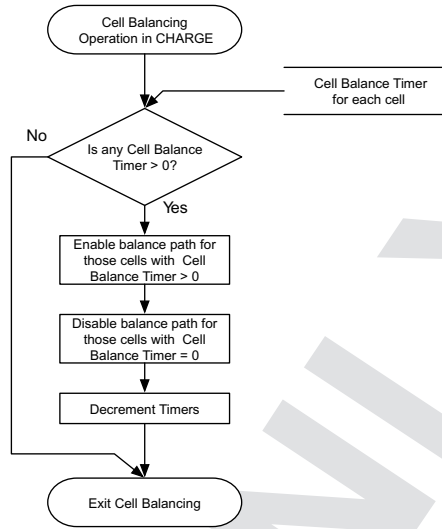 Cell Balancing
Operation in CHARGE
Cell Balance Timer
for each cell
No
Is any Cell Balance
Timer > 0?
Yes
Enable balance path for
those cells with Cell
Balance Timer > 0
Disable balance path for
those cells with Cell
Balance Timer = 0
Decrement Timers
Exit Cell Balancing